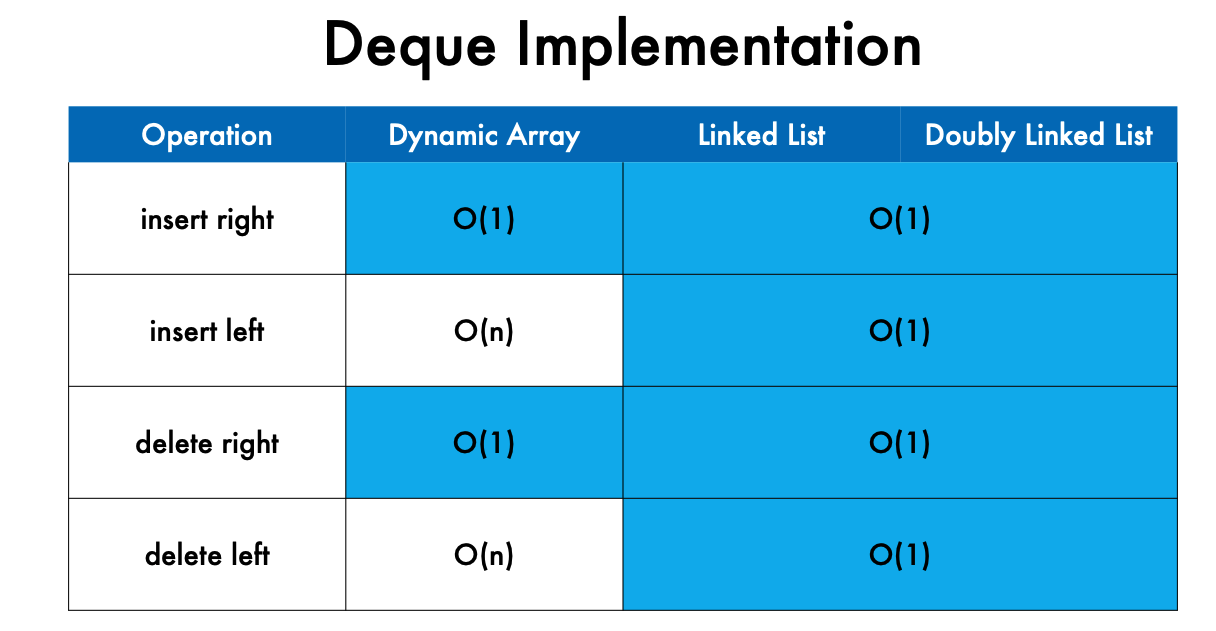 Deque Implementation
Operation Dynamic Array Linked List Doubly Linked List
insert right O(1) O(1)
insert left O(n) O(1)
delete right O(1) O(1)
delete left O(n) O(1)